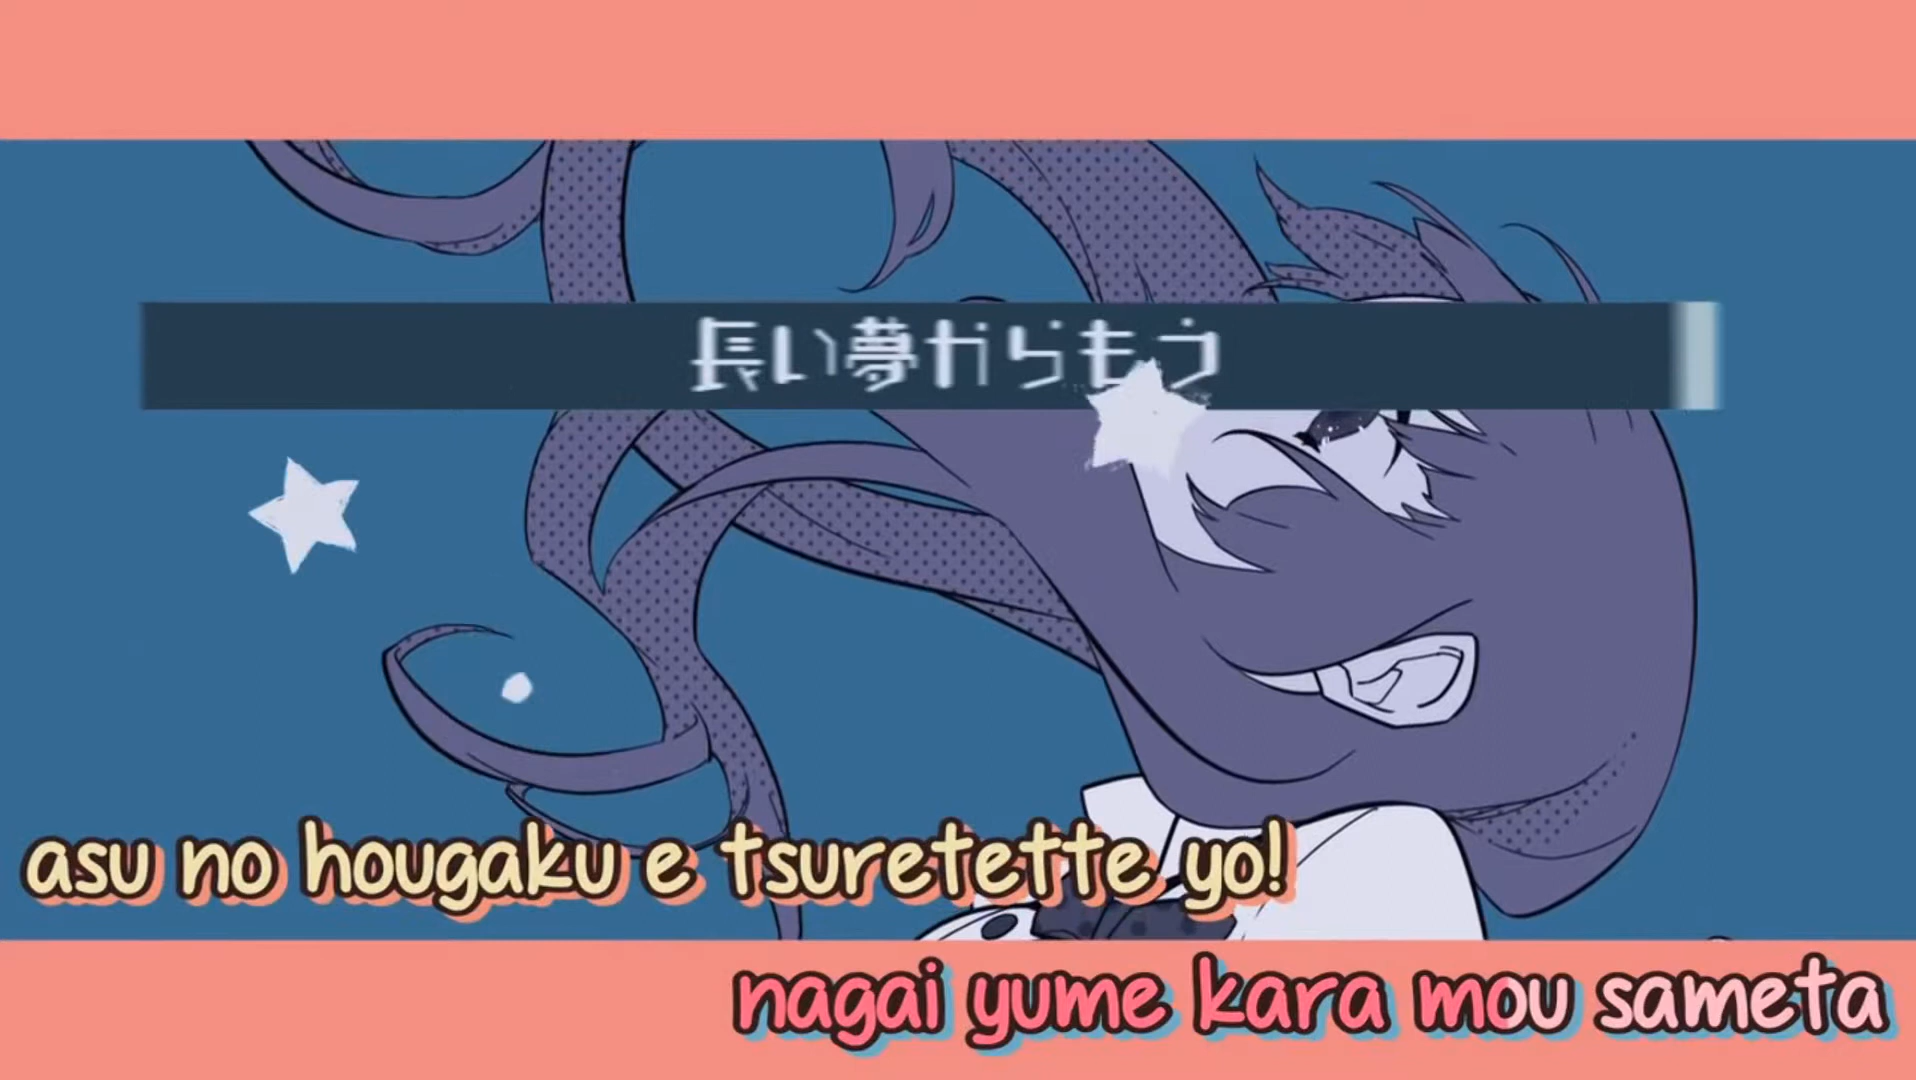 長い夢からもう
asu no hougaku e tsuretette yo!
nagai yume kara mou sameta